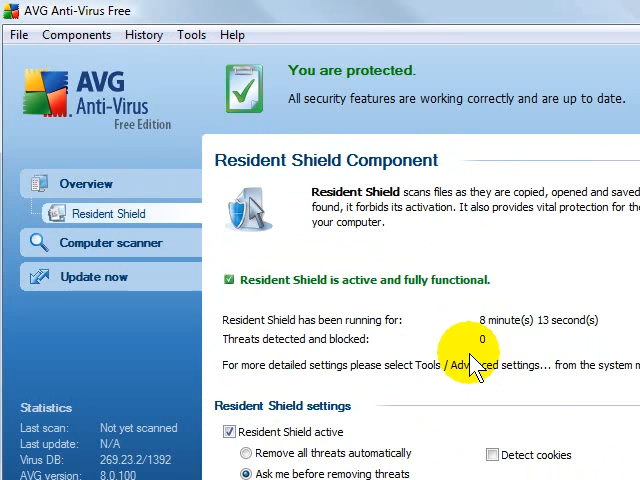 AVG Anti-Virus Free
File Components History Tools Help
AVG
Anti-Virus
Free Edition
You are protected.
All security features are working correctly and are up to date.
Overview
Resident Shield
Computer scanner
Update now
Resident Shield Component
Resident Shield scans files as they are copied, opened and saved
found, it forbids its activation. It also provides vital protection for the
your computer.
Resident Shield is active and fully functional.
Resident Shield has been running for: 8 minute(s) 13 second(s)
Threats detected and blocked: 0
For more detailed settings please select Tools / Advanced settings... from the system m
Resident Shield settings
Resident Shield active
Remove all threats automatically
Detect cookies
Ask me before removing threats
Statistics
Last scan: Not yet scanned
Last update: N/A
Virus DB: 269.23.2/1392
AVG version: 8.0.100